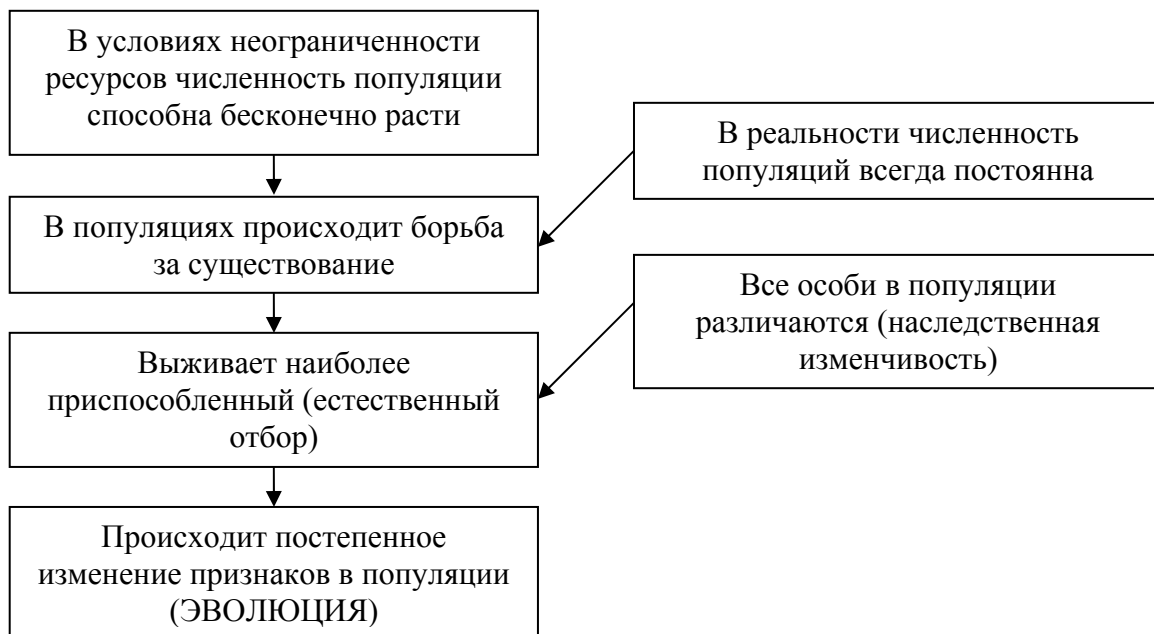 В условиях неограниченности
ресурсов численность популяции
способна бесконечно расти
В реальности численность
популяций всегда постоянна
В популяциях происходит борьба
за существование
Все особи в популяции
различаются (наследственная
изменчивость)
Выживает наиболее
приспособленный (естественный
отбор)
Происходит постепенное
изменение признаков в популяции
(ЭВОЛЮЦИЯ)